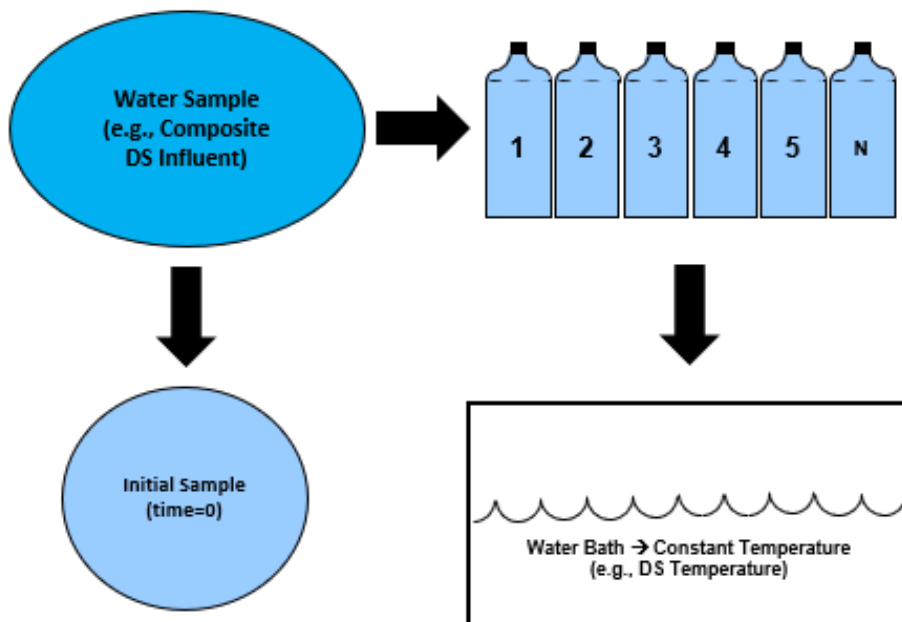 Water Sample
(e.g., Composite
DS Influent)
1 2 3 4 5 N
Initial Sample
(time=0)
Water Bath → Constant Temperature
(e.g., DS Temperature)